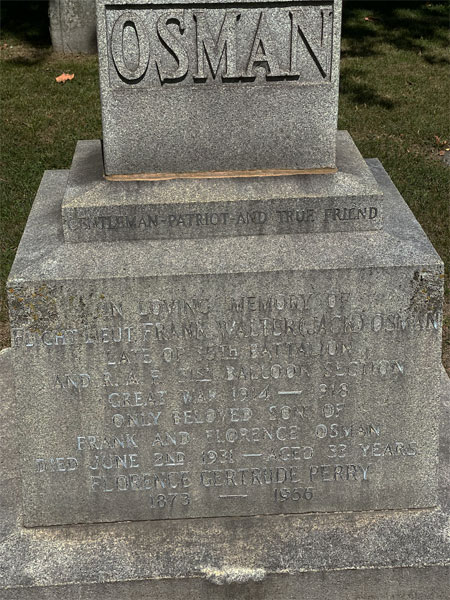 OSMAN
GENTLEMAN-PATRIOT-AND TRUE FRIEND
IN LOVING MEMORY OF
FLIGHT LIEUT. FRANK WALTER (JACK) OSMAN
LATE OF 35TH BATTALION
AND R.A.F. 21ST BALLOON SECTION
GREAT WAR 1914 — 1918
ONLY BELOVED SON OF
FRANK AND FLORENCE OSMAN
DIED JUNE 2ND 1931 — AGED 33 YEARS
FLORENCE GERTRUDE PERRY
1873 — 1956